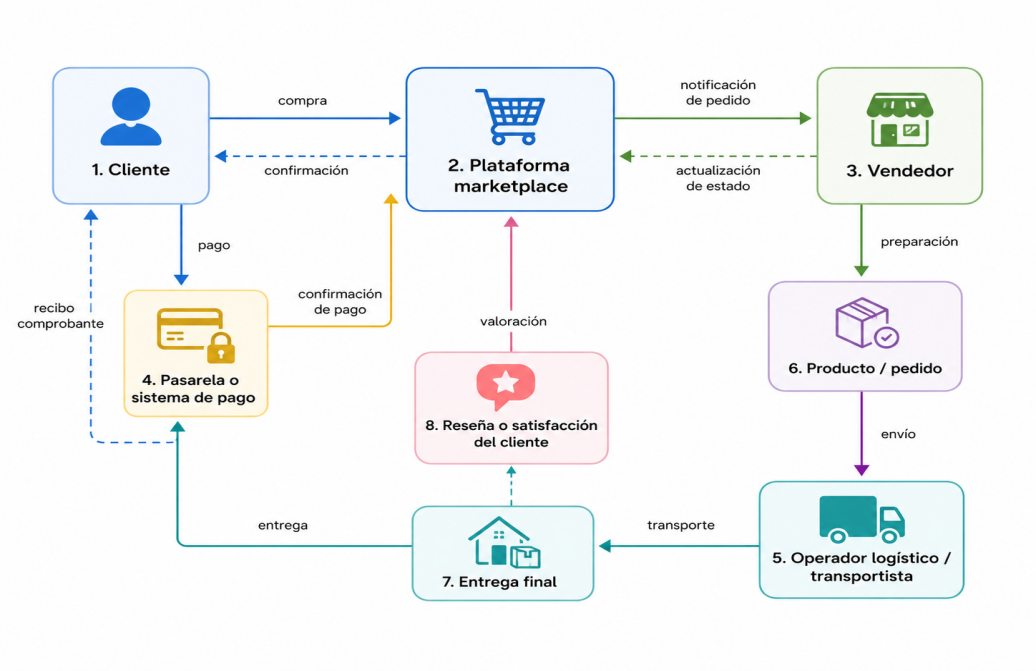 compra
notificación
de pedido
1. Cliente
confirmación
2. Plataforma
marketplace
actualización
de estado
3. Vendedor
pago
preparación
recibo
comprobante
confirmación
de pago
valoración
4. Pasarela o
sistema de pago
6. Producto / pedido
8. Reseña o satisfacción
del cliente
envío
entrega
transporte
7. Entrega final
5. Operador logístico /
transportista